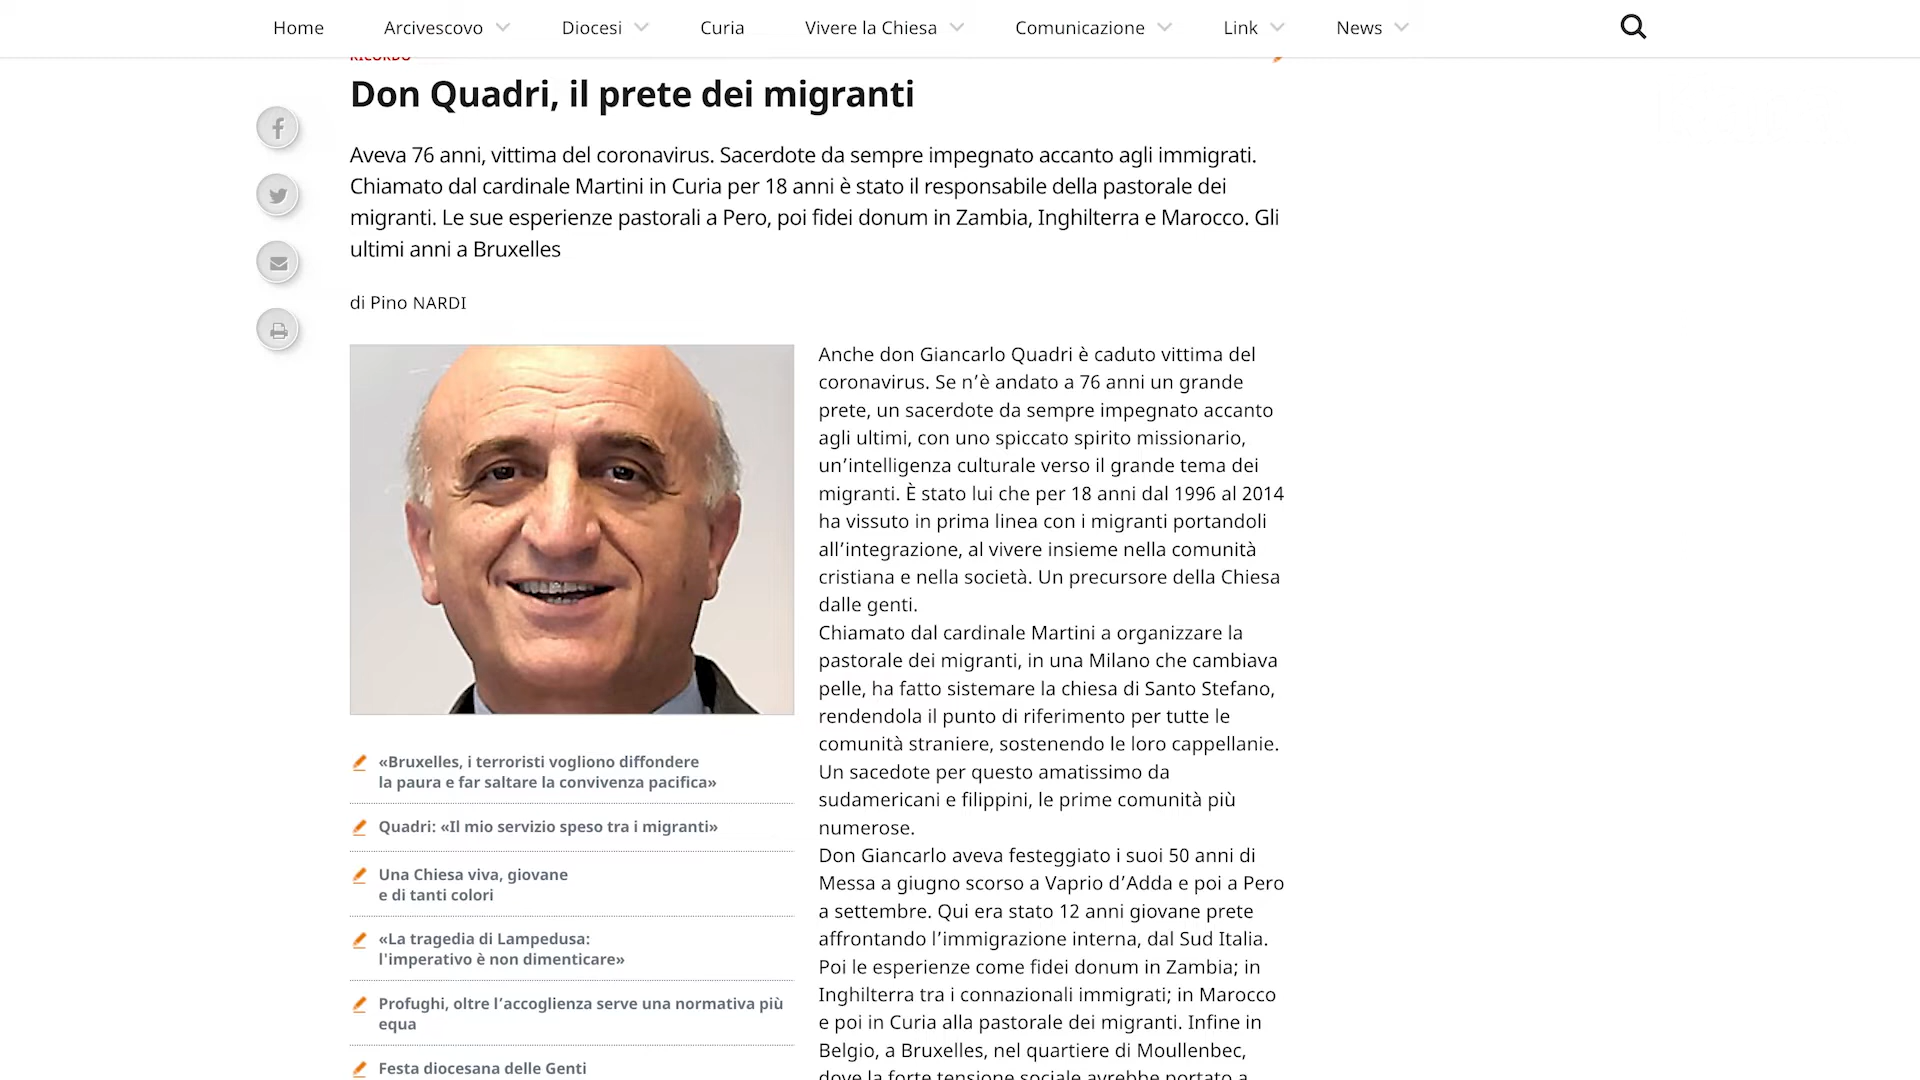 Home Arcivescovo Diocesi Curia Vivere la Chiesa Comunicazione Link News
RICORDO
Don Quadri, il prete dei migranti
Aveva 76 anni, vittima del coronavirus. Sacerdote da sempre impegnato accanto agli immigrati.
Chiamato dal cardinale Martini in Curia per 18 anni è stato il responsabile della pastorale dei
migranti. Le sue esperienze pastorali a Pero, poi fidei donum in Zambia, Inghilterra e Marocco. Gli
ultimi anni a Bruxelles
di Pino NARDI
Anche don Giancarlo Quadri è caduto vittima del
coronavirus. Se n’è andato a 76 anni un grande
prete, un sacerdote da sempre impegnato accanto
agli ultimi, con uno spiccato spirito missionario,
un’intelligenza culturale verso il grande tema dei
migranti. È stato lui che per 18 anni dal 1996 al 2014
ha vissuto in prima linea con i migranti portandoli
all’integrazione, al vivere insieme nella comunità
cristiana e nella società. Un precursore della Chiesa
dalle genti.
Chiamato dal cardinale Martini a organizzare la
pastorale dei migranti, in una Milano che cambiava
pelle, ha fatto sistemare la chiesa di Santo Stefano,
rendendola il punto di riferimento per tutte le
comunità straniere, sostenendo le loro cappellanie.
Un sacedote per questo amatissimo da
sudamericani e filippini, le prime comunità più
numerose.
Don Giancarlo aveva festeggiato i suoi 50 anni di
Messa a giugno scorso a Vaprio d’Adda e poi a Pero
a settembre. Qui era stato 12 anni giovane prete
affrontando l’immigrazione interna, dal Sud Italia.
Poi le esperienze come fidei donum in Zambia; in
Inghilterra tra i connazionali immigrati; in Marocco
e poi in Curia alla pastorale dei migranti. Infine in
Belgio, a Bruxelles, nel quartiere di Moullenbec,
dove la forte tensione sociale avrebbe portato a
«Bruxelles, i terroristi vogliono diffondere
la paura e far saltare la convivenza pacifica»
Quadri: «Il mio servizio speso tra i migranti»
Una Chiesa viva, giovane
e di tanti colori
«La tragedia di Lampedusa:
l'imperativo è non dimenticare»
Profughi, oltre l’accoglienza serve una normativa più
equa
Festa diocesana delle Genti